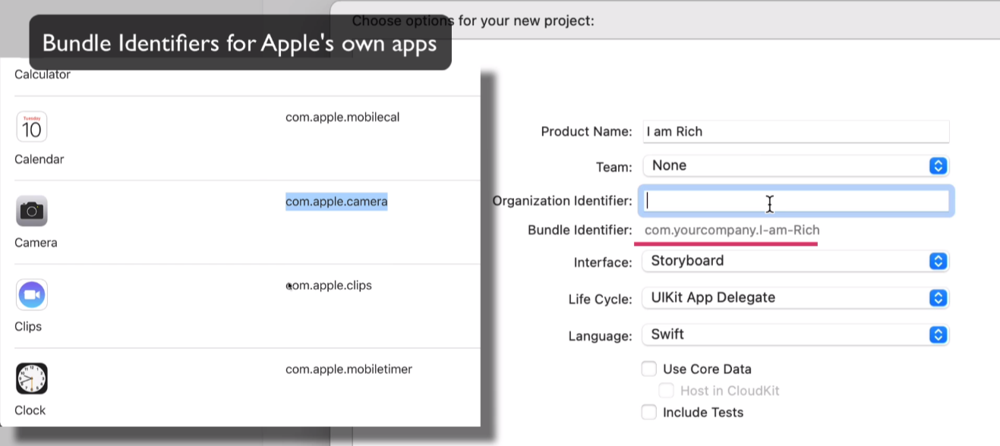 Choose options for your new project:
Bundle Identifiers for Apple's own apps
Calculator
Tuesday
10
com.apple.mobilecal
Calendar
com.apple.camera
Camera
com.apple.clips
Clips
com.apple.mobiletimer
Clock
Product Name: I am Rich
Team: None
Organization Identifier:
Bundle Identifier: com.yourcompany.I-am-Rich
Interface: Storyboard
Life Cycle: UIKit App Delegate
Language: Swift
Use Core Data
Host in CloudKit
Include Tests